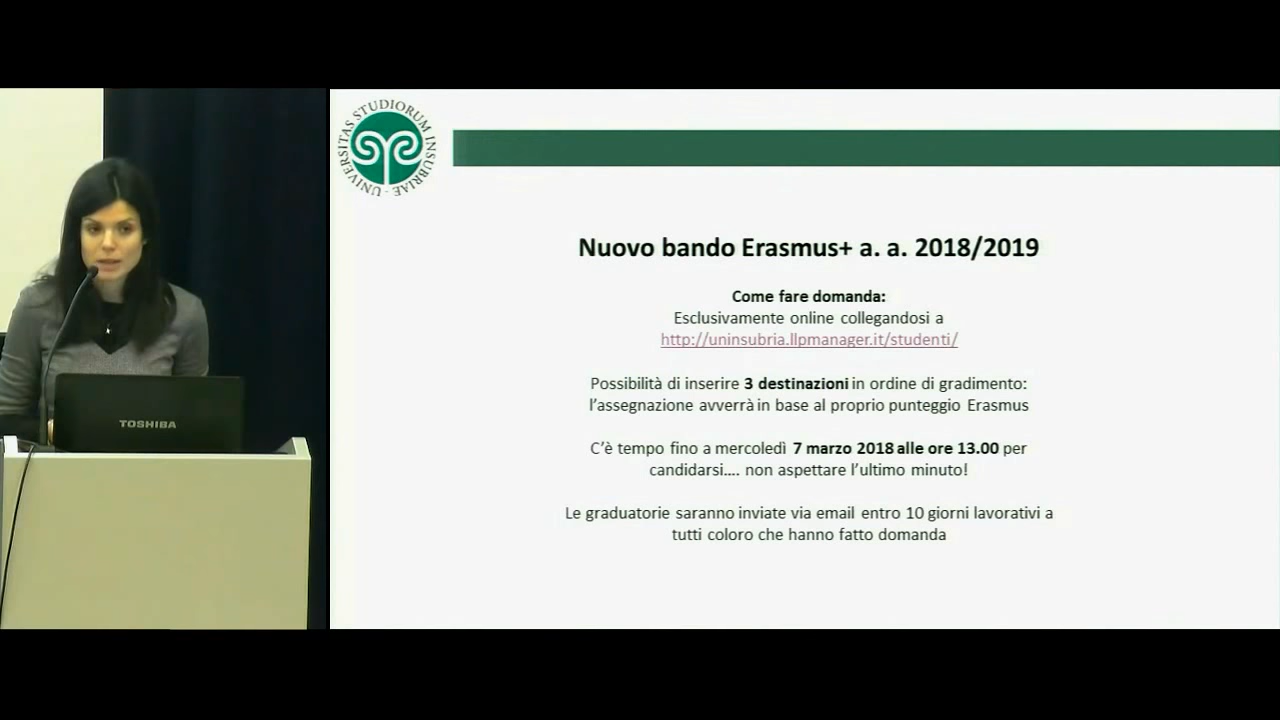 UNIVERSITAS STUDIORUM INSUBRIAE
Nuovo bando Erasmus+ a. a. 2018/2019
Come fare domanda:
Esclusivamente online collegandosi a
http://uninsubria.llpmanager.it/studenti/
Possibilità di inserire 3 destinazioni in ordine di gradimento:
l'assegnazione avverrà in base al proprio punteggio Erasmus
C'è tempo fino a mercoledì 7 marzo 2018 alle ore 13.00 per
candidarsi.... non aspettare l'ultimo minuto!
Le graduatorie saranno inviate via email entro 10 giorni lavorativi a
tutti coloro che hanno fatto domanda
TOSHIBA